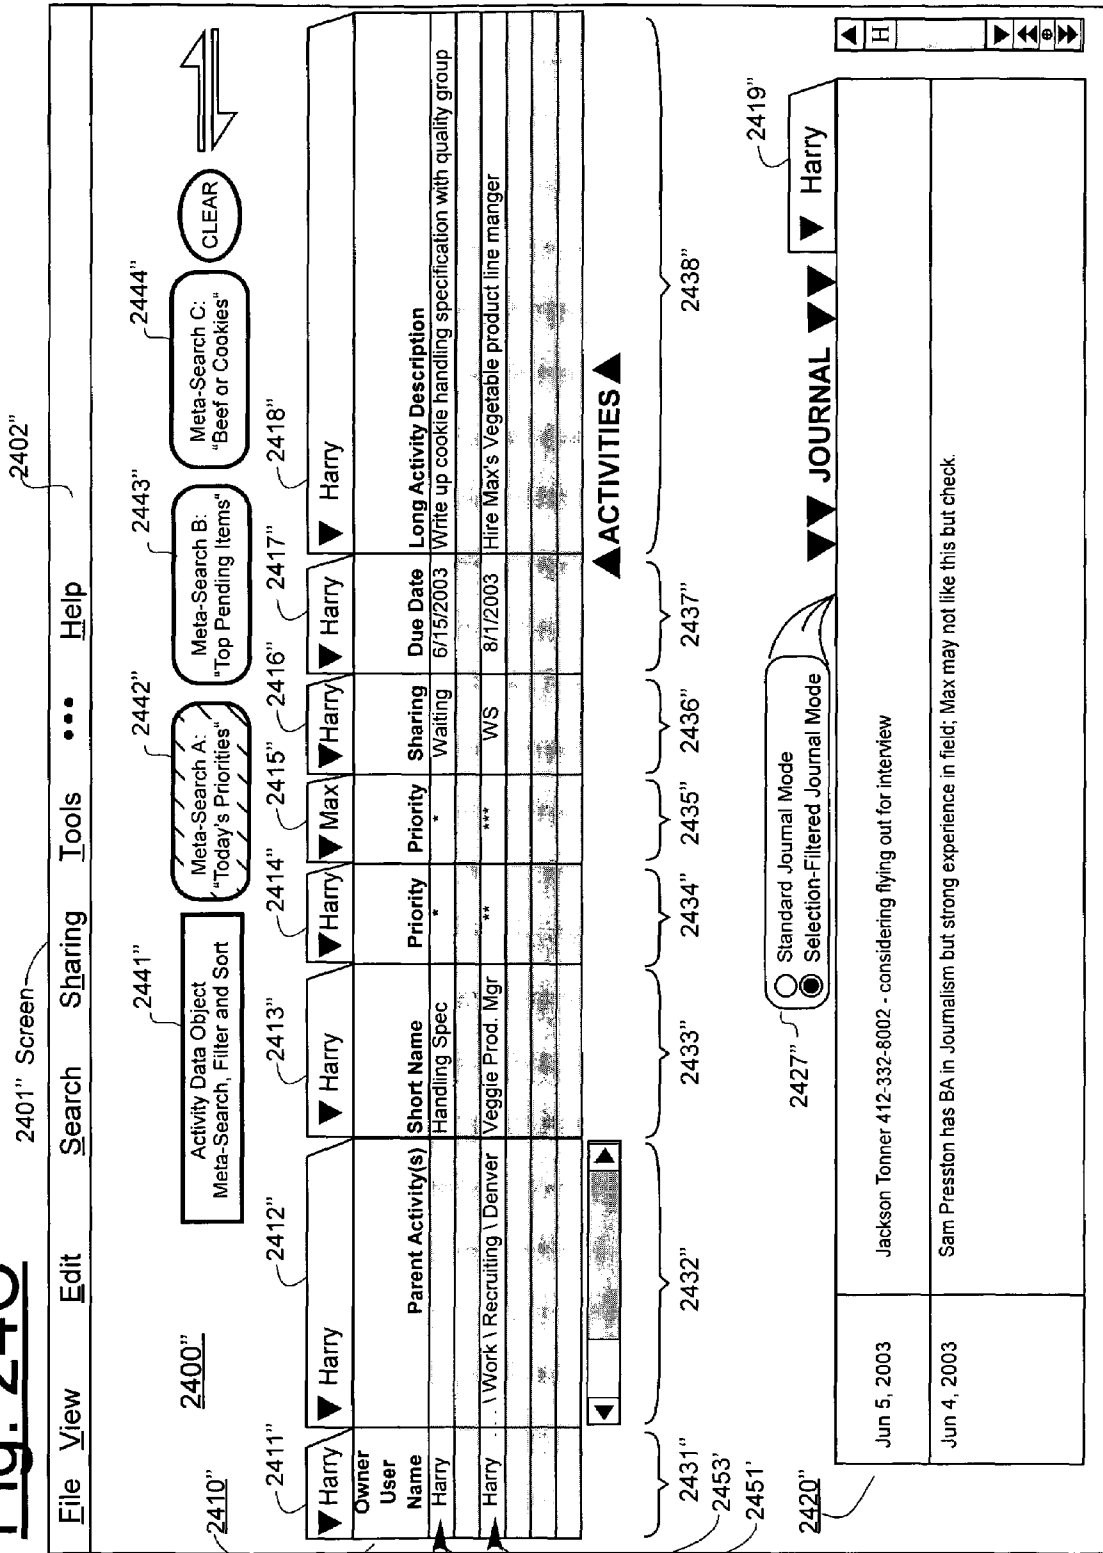 Fig. 24C
2401" Screen
2402"
File View Edit Search Sharing Tools ••• Help
2400"
2441"
Activity Data Object
Meta-Search, Filter and Sort
2442"
Meta-Search A:
"Today's Priorities"
2443"
Meta-Search B:
"Top Pending Items"
2444"
Meta-Search C:
"Beef or Cookies"
CLEAR
2410"
2411" 2412" 2413" 2414" 2415" 2416" 2417" 2418"
▼ Harry ▼ Harry ▼ Harry ▼ Harry ▼ Max ▼ Harry ▼ Harry ▼ Harry
Owner User Name Parent Activity(s) Short Name Priority Priority Sharing Due Date Long Activity Description
Harry Handling Spec * * Waiting 6/15/2003 Write up cookie handling specification with quality group
Harry . . \ Work \ Recruiting \ Denver Veggie Prod. Mgr ** *** WS 8/1/2003 Hire Max's Vegetable product line manger
▲ACTIVITIES▲
2431" 2432" 2433" 2434" 2435" 2436" 2437" 2438"
2453'
2451'
2420"
2427"
Standard Journal Mode
Selection-Filtered Journal Mode
▼▼ JOURNAL ▼▼
2419"
▼ Harry
H
Jun 5, 2003 Jackson Tonner 412-332-8002 - considering flying out for interview
Jun 4, 2003 Sam Presston has BA in Journalism but strong experience in field; Max may not like this but check.